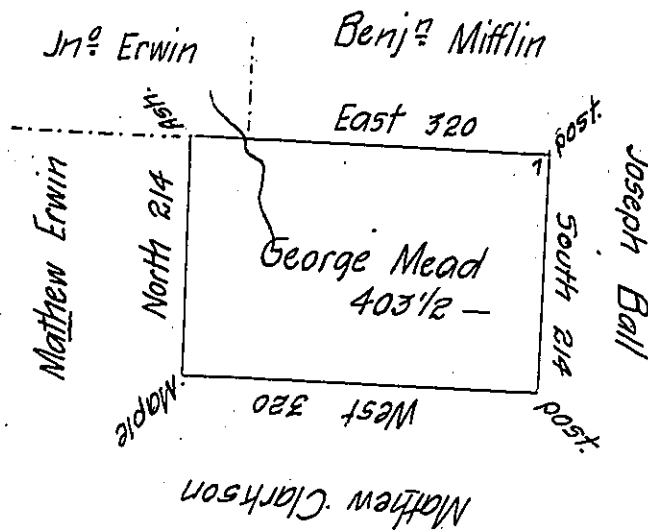 Jnº Erwin
Benjⁿ Mifflin
Ash.
East 320
post.
Joseph Ball
Mathew Erwin
North 214
1
South 214
George Mead
403 1/2 —
Maple
West 320
post.
Mathew Clarkson